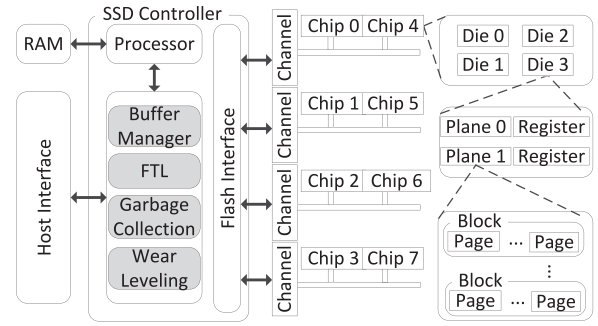 SSD Controller
RAM
Processor
Host Interface
Buffer
Manager
FTL
Garbage
Collection
Wear
Leveling
Flash Interface
Channel
Chip 0 Chip 4
Channel
Chip 1 Chip 5
Channel
Chip 2 Chip 6
Channel
Chip 3 Chip 7
Die 0 Die 2
Die 1 Die 3
Plane 0 Register
Plane 1 Register
Block
Page ... Page
...
Block
Page ... Page